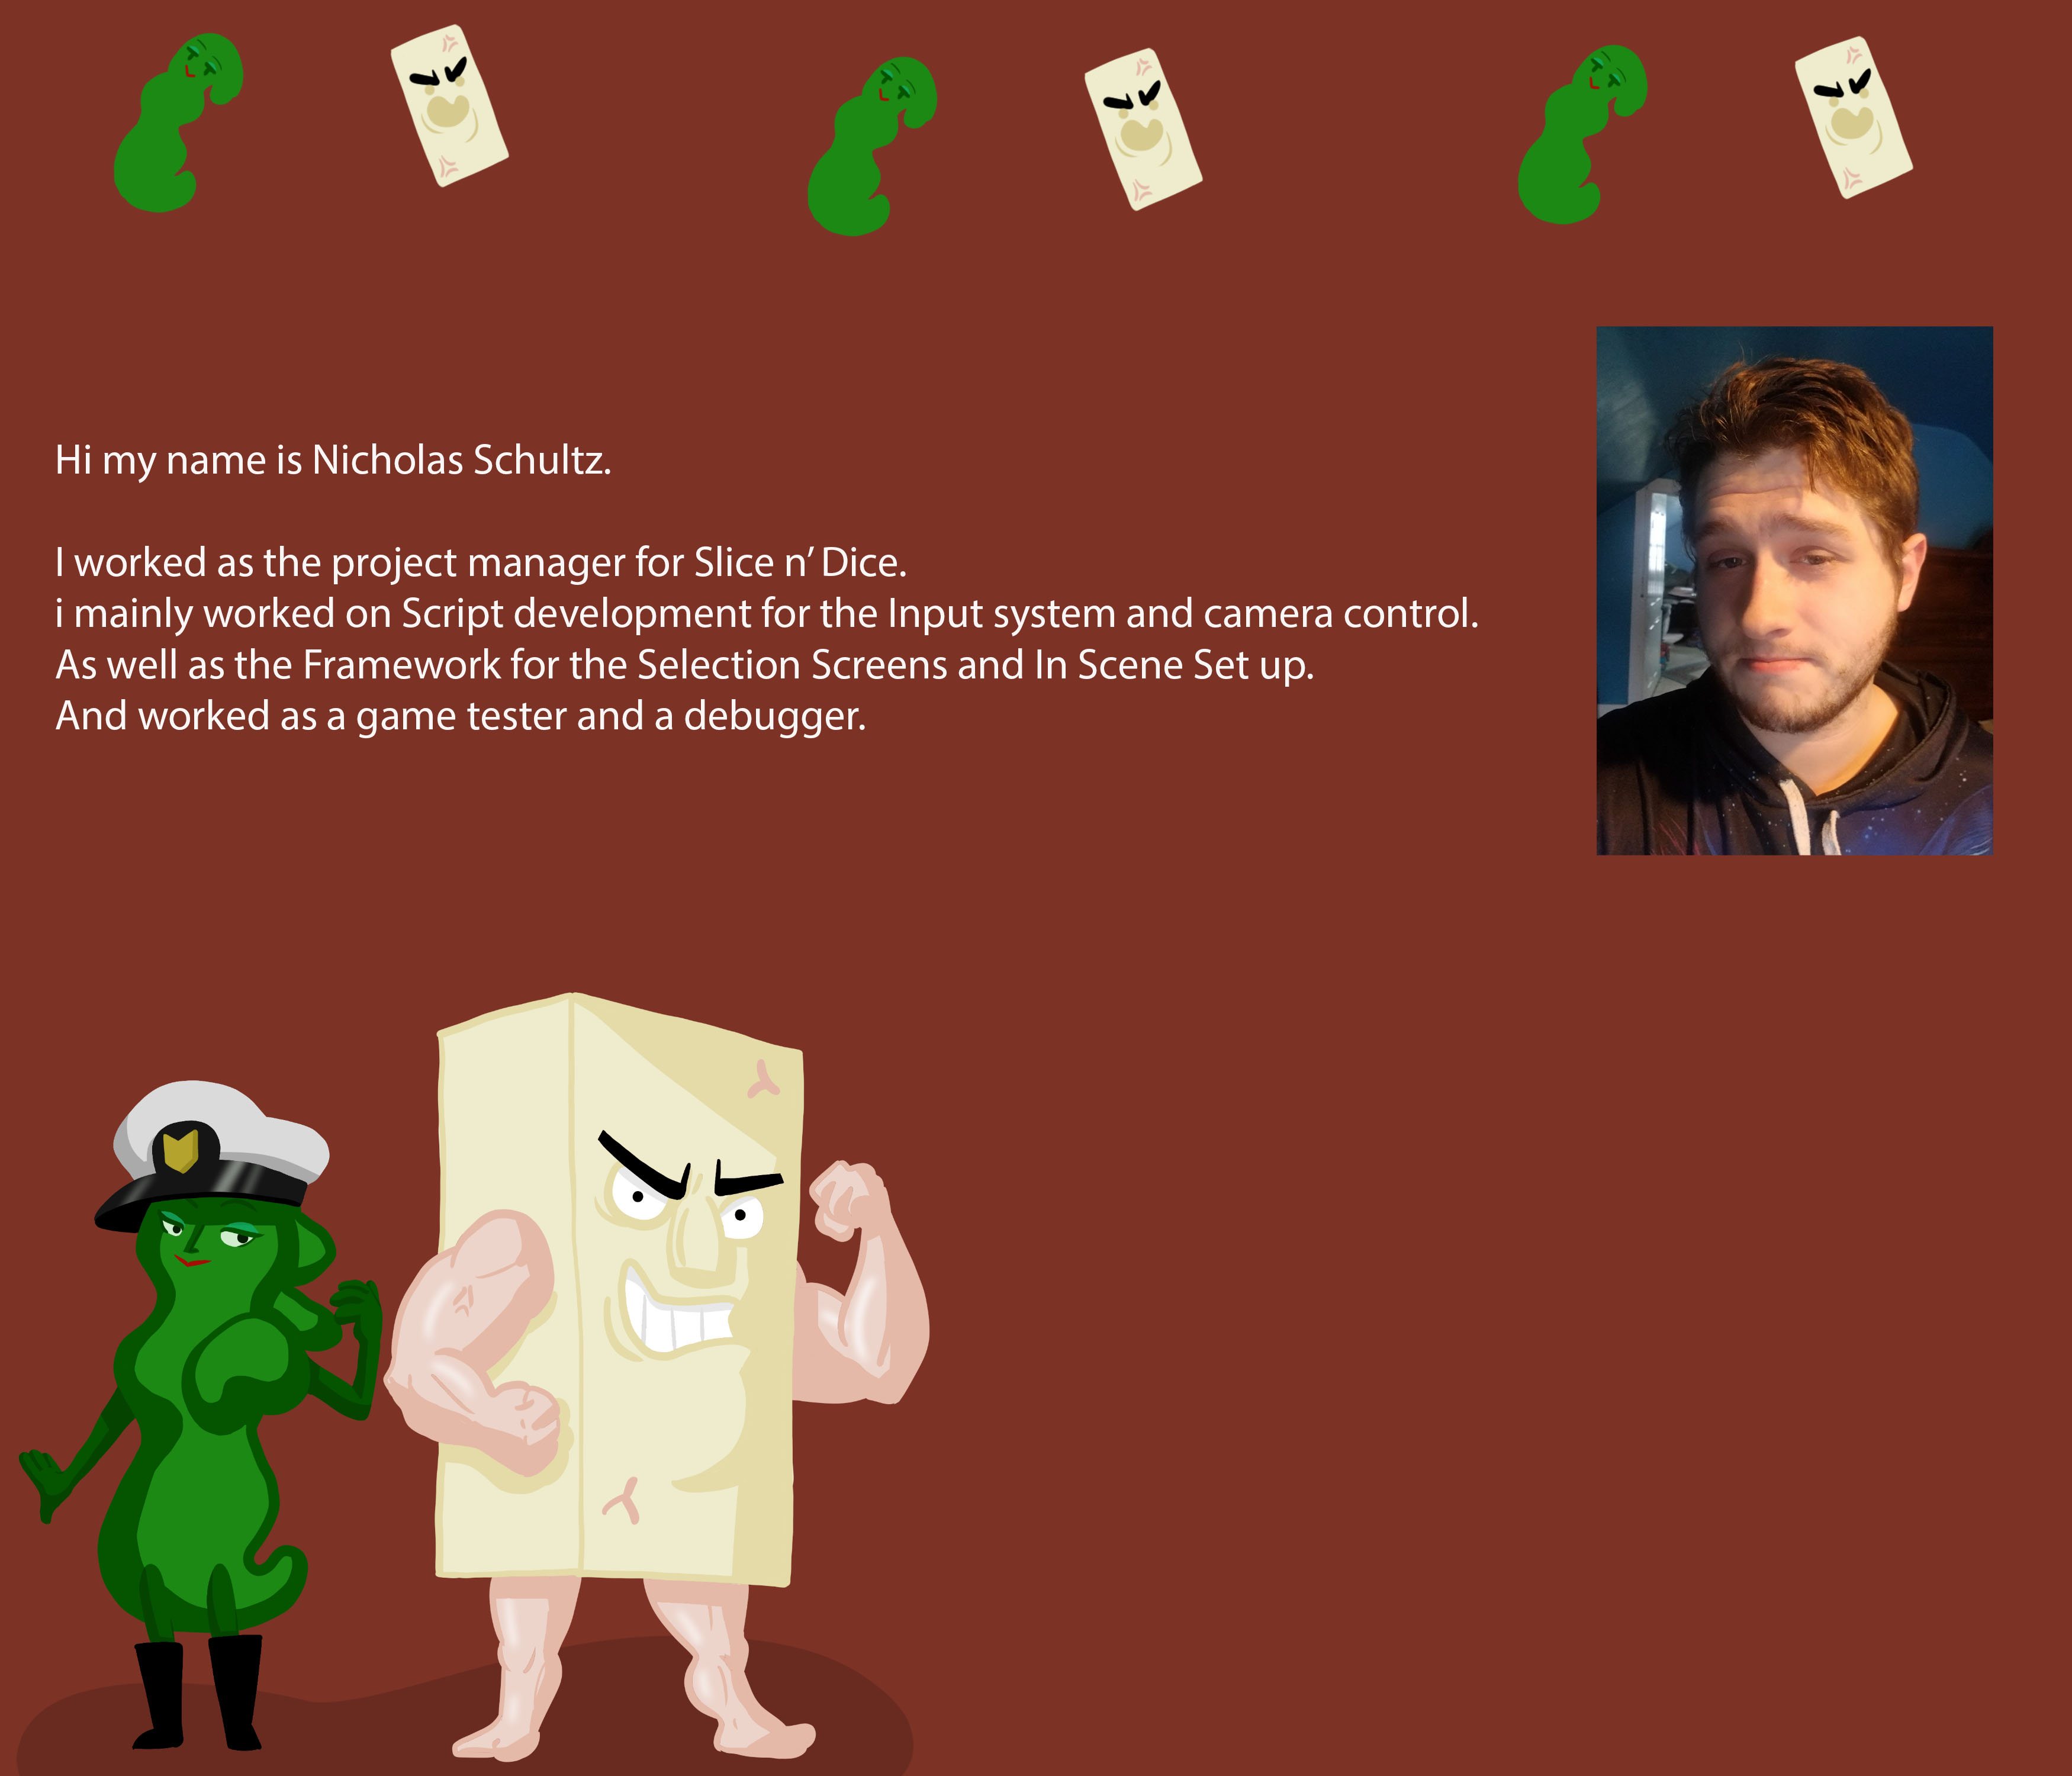 Hi my name is Nicholas Schultz.
I worked as the project manager for Slice n’ Dice.
i mainly worked on Script development for the Input system and camera control.
As well as the Framework for the Selection Screens and In Scene Set up.
And worked as a game tester and a debugger.